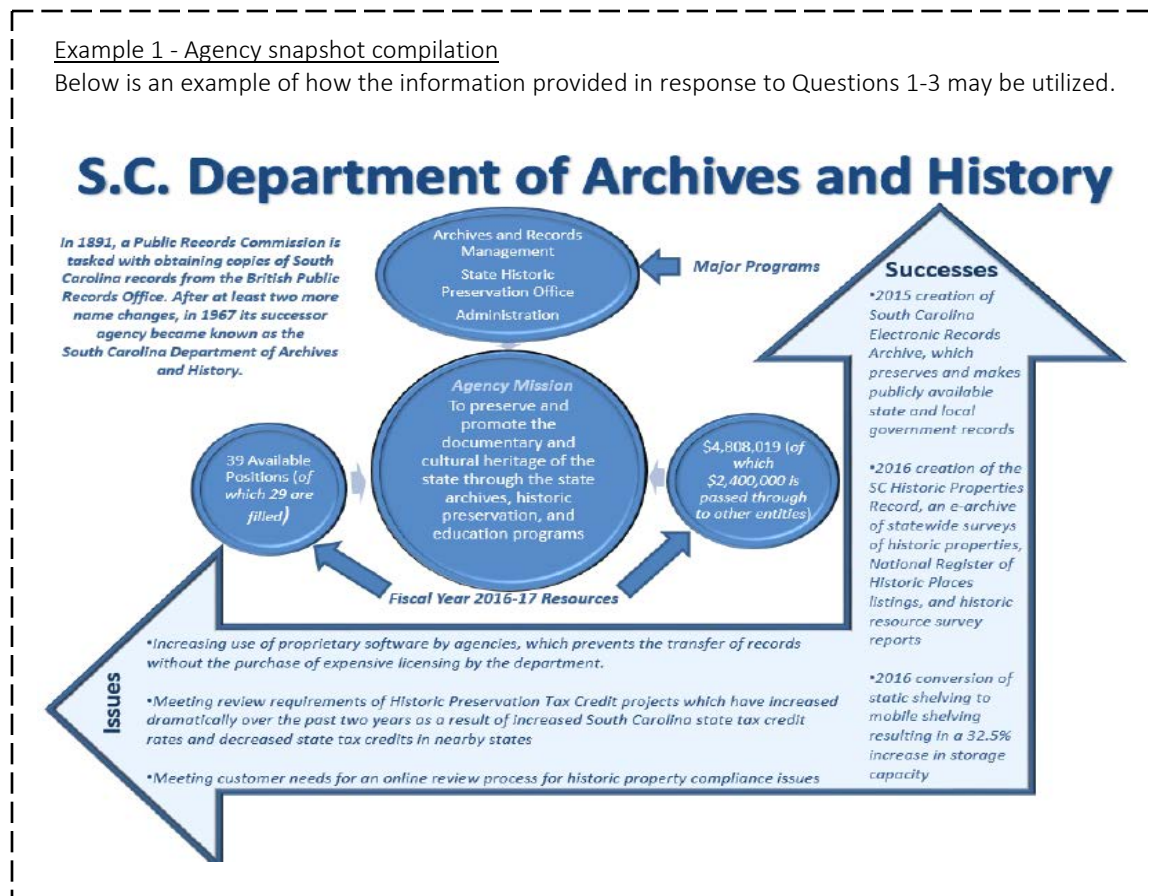 Example 1 - Agency snapshot compilation
Below is an example of how the information provided in response to Questions 1-3 may be utilized.
S.C. Department of Archives and History
In 1891, a Public Records Commission is
tasked with obtaining copies of South
Carolina records from the British Public
Records Office. After at least two more
name changes, in 1967 its successor
agency became known as the
South Carolina Department of Archives
and History.
Archives and Records
Management
State Historic
Preservation Office
Administration
Major Programs
Agency Mission
To preserve and
promote the
documentary and
cultural heritage of the
state through the state
archives, historic
preservation, and
education programs
39 Available
Positions (of
which 29 are
filled)
$4,808,019 (of
which
$2,400,000 is
passed through
to other entities)
Fiscal Year 2016-17 Resources
Successes
•2015 creation of
South Carolina
Electronic Records
Archive, which
preserves and makes
publicly available
state and local
government records
•2016 creation of the
SC Historic Properties
Record, an e-archive
of statewide surveys
of historic properties,
National Register of
Historic Places
listings, and historic
resource survey
reports
•2016 conversion of
static shelving to
mobile shelving
resulting in a 32.5%
increase in storage
capacity
Issues
•Increasing use of proprietary software by agencies, which prevents the transfer of records
without the purchase of expensive licensing by the department.
•Meeting review requirements of Historic Preservation Tax Credit projects which have increased
dramatically over the past two years as a result of increased South Carolina state tax credit
rates and decreased state tax credits in nearby states
•Meeting customer needs for an online review process for historic property compliance issues